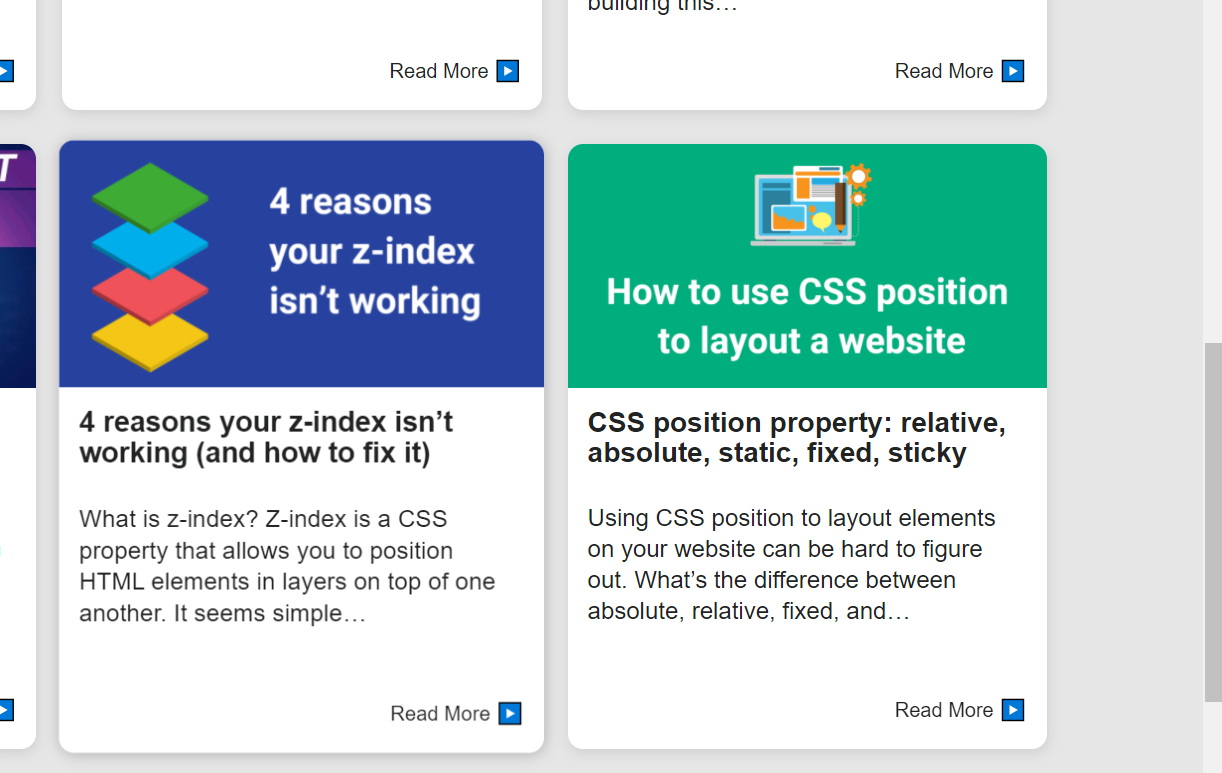 building this…
Read More
Read More
T
4 reasons
your z-index
isn’t working
4 reasons your z-index isn’t
working (and how to fix it)
What is z-index? Z-index is a CSS
property that allows you to position
HTML elements in layers on top of one
another. It seems simple…
Read More
How to use CSS position
to layout a website
CSS position property: relative,
absolute, static, fixed, sticky
Using CSS position to layout elements
on your website can be hard to figure
out. What’s the difference between
absolute, relative, fixed, and…
Read More